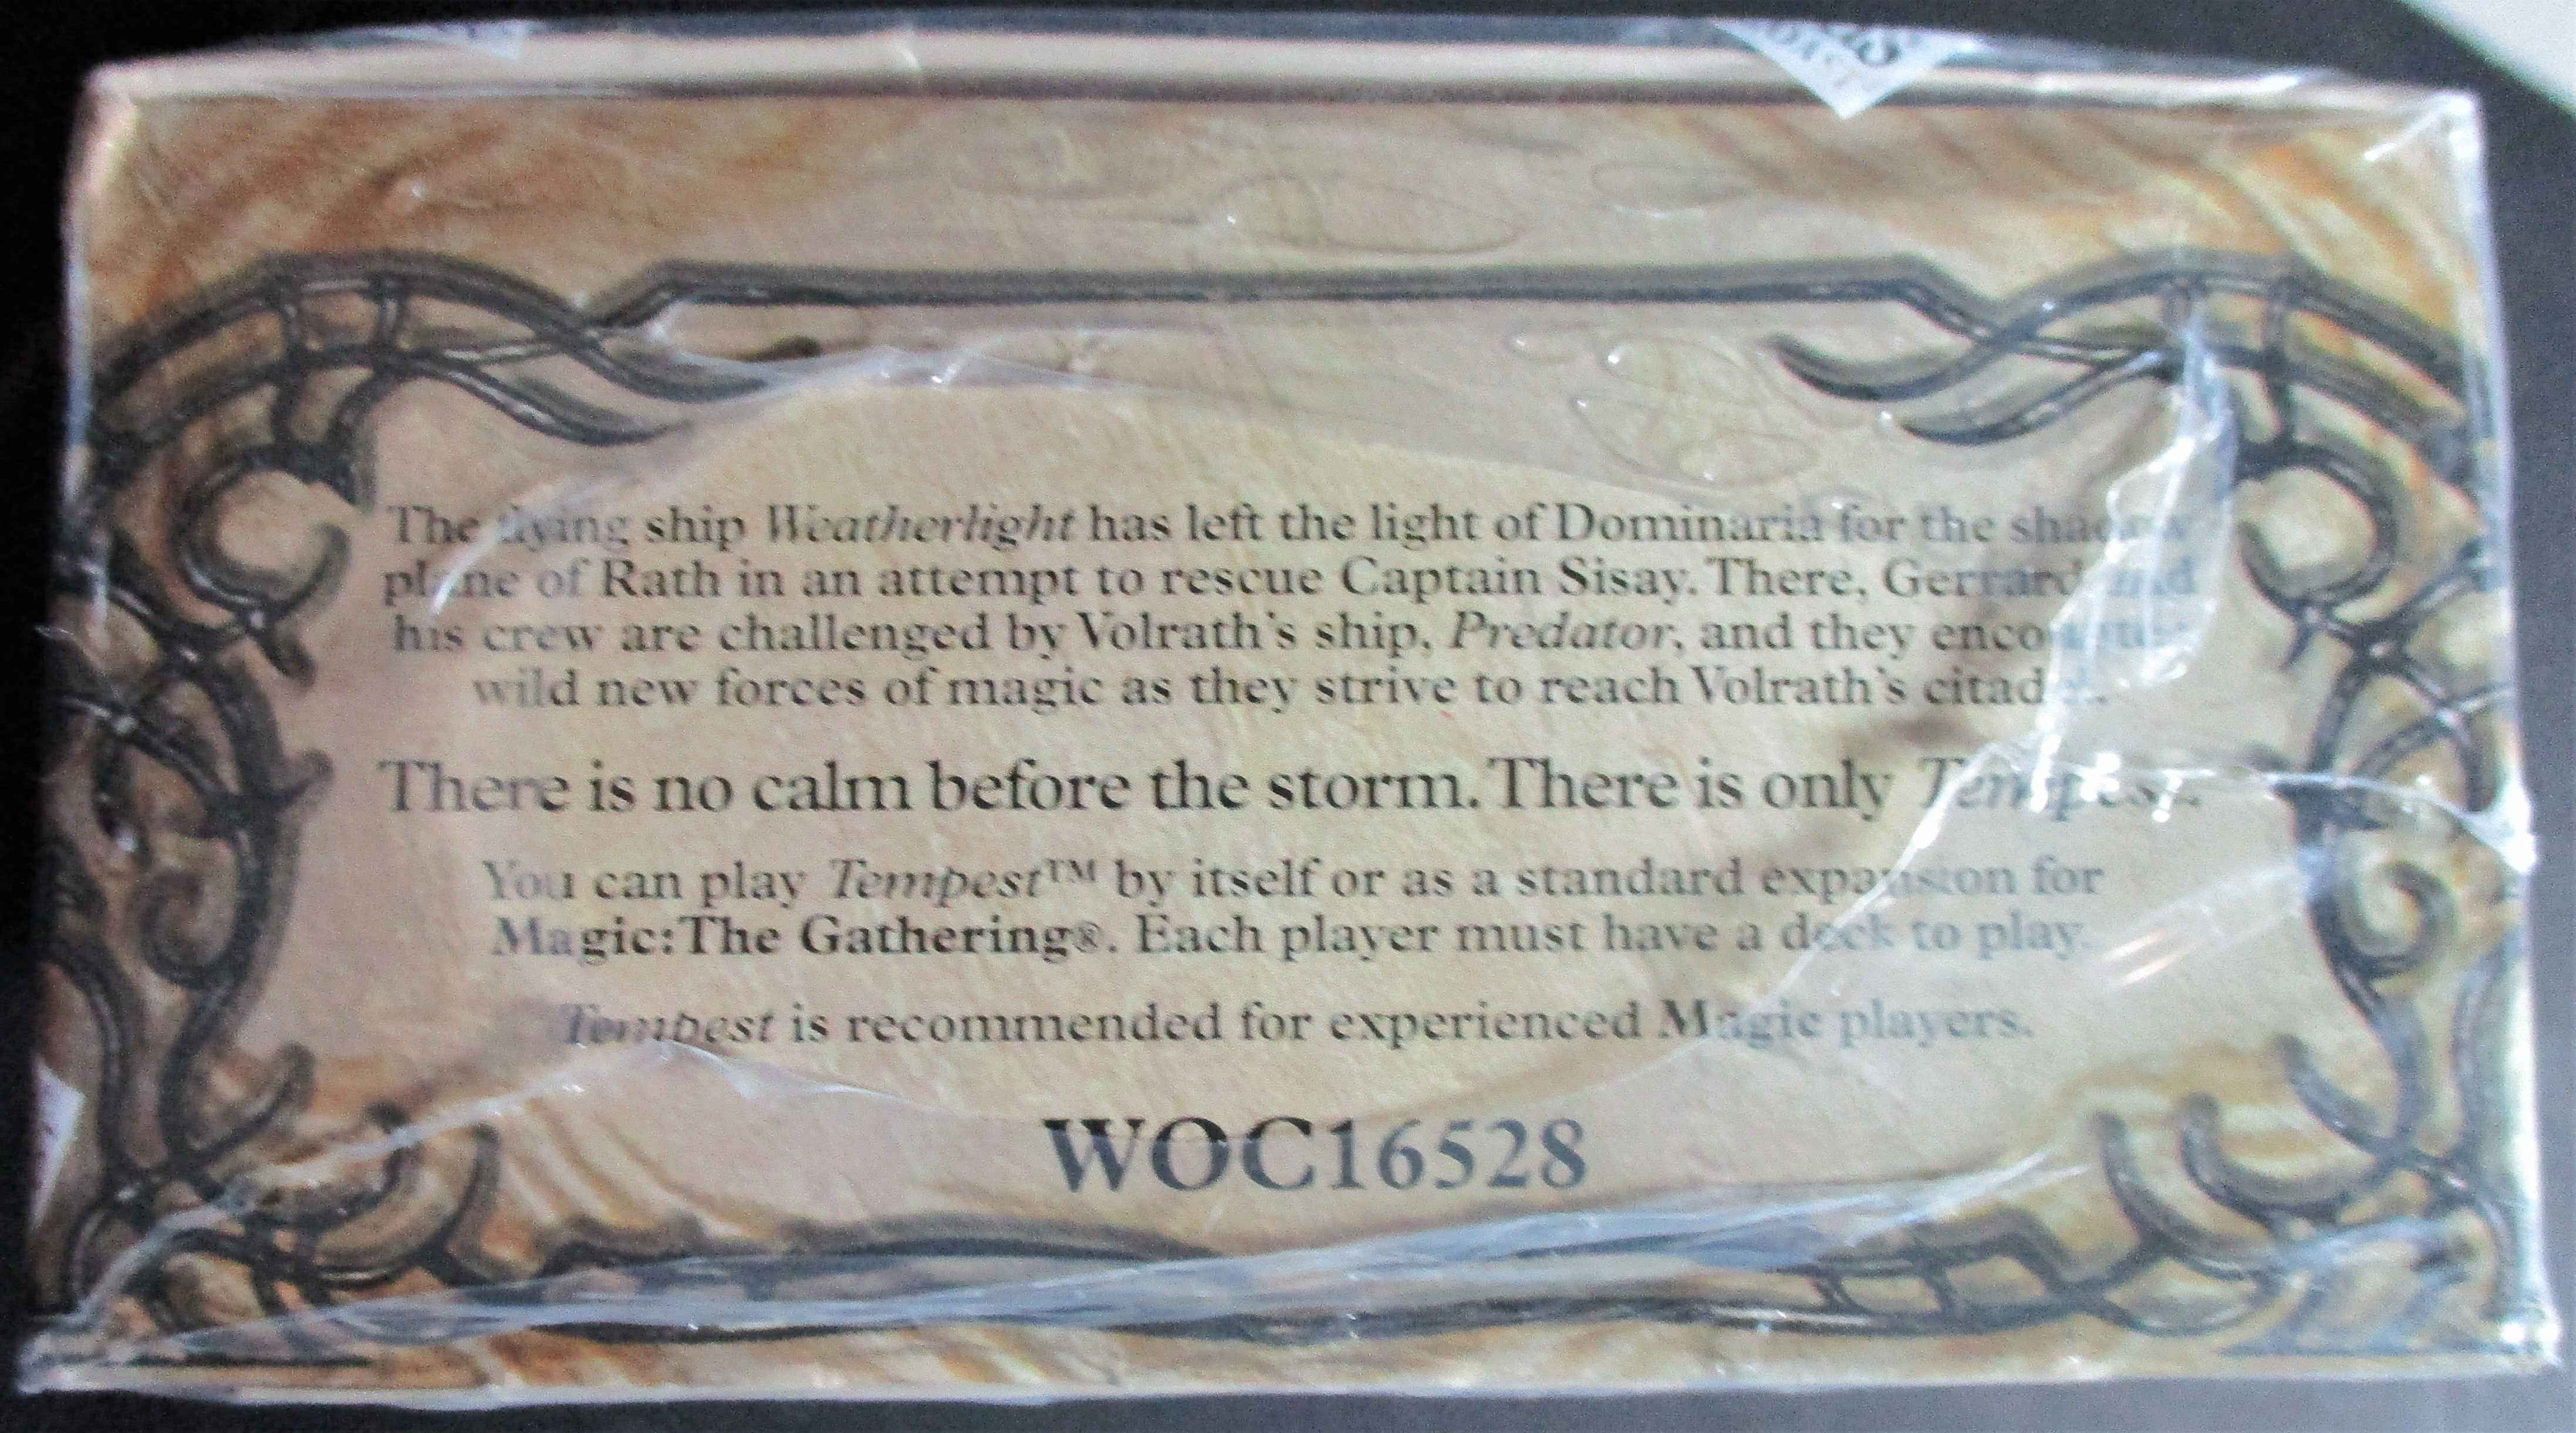 The flying ship Weatherlight has left the light of Dominaria for the shadow
plane of Rath in an attempt to rescue Captain Sisay. There, Gerrard and
his crew are challenged by Volrath's ship, Predator, and they encounter
wild new forces of magic as they strive to reach Volrath's citadel.
There is no calm before the storm. There is only Tempest.
You can play Tempest™ by itself or as a standard expansion for
Magic: The Gathering®. Each player must have a deck to play.
Tempest is recommended for experienced Magic players.
WOC16528